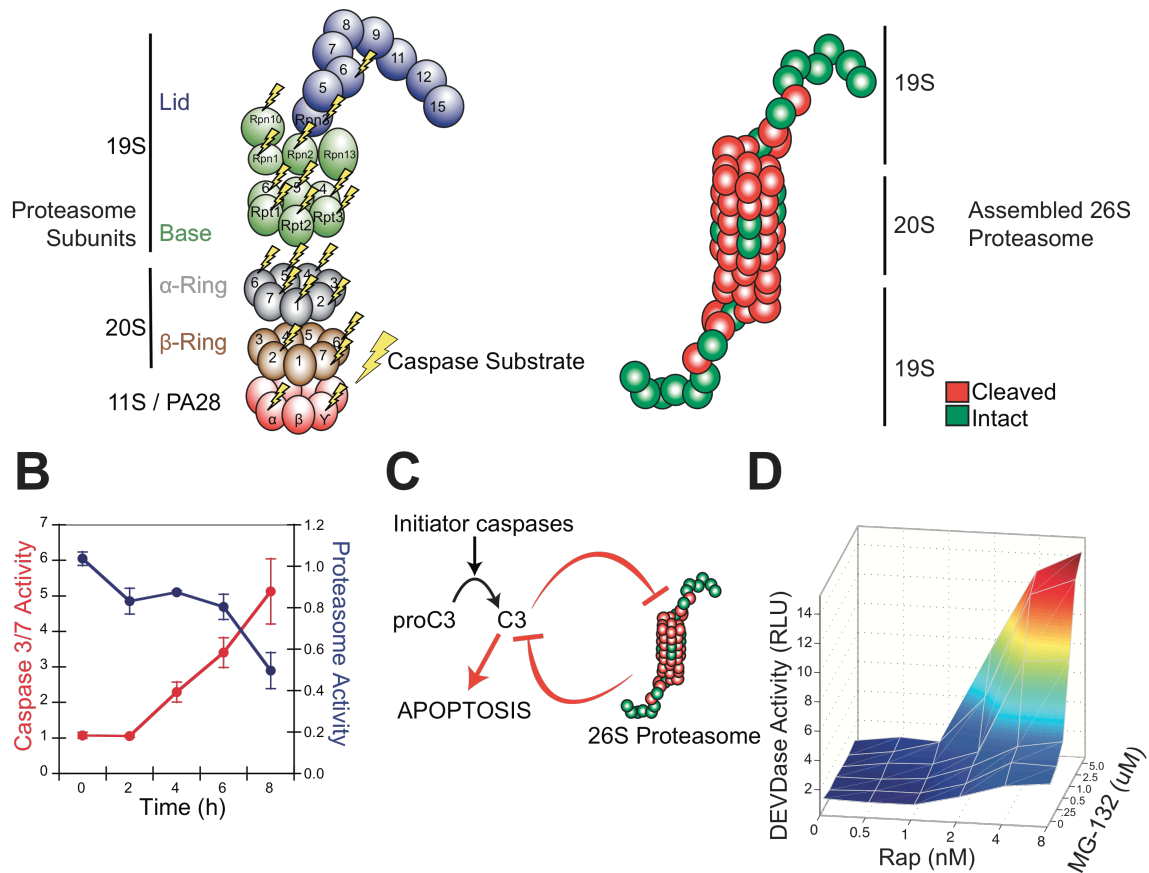 8
9
7
11
6
12
5
15
Lid
Rpn10
Rpn3
19S
Rpn1
Rpn2
Rpn13
6
5
4
Rpt1
Rpt2
Rpt3
Proteasome
Subunits
Base
α-Ring
6
5
4
3
7
1
2
20S
β-Ring
3
4
5
6
2
1
7
Caspase Substrate
11S / PA28
α
β
γ
19S
20S
Assembled 26S
Proteasome
19S
Cleaved
Intact
B
7
6
5
4
3
2
1
0
Caspase 3/7 Activity
1.2
1.0
0.8
0.6
0.4
0.2
0.0
Proteasome Activity
0
2
4
6
8
Time (h)
C
Initiator caspases
proC3
C3
APOPTOSIS
26S Proteasome
D
DEVDase Activity (RLU)
14
12
10
8
6
4
2
0
0.5
1
2
4
8
Rap (nM)
5.0
2.5
1.0
0.5
.25
0
MG-132 (uM)